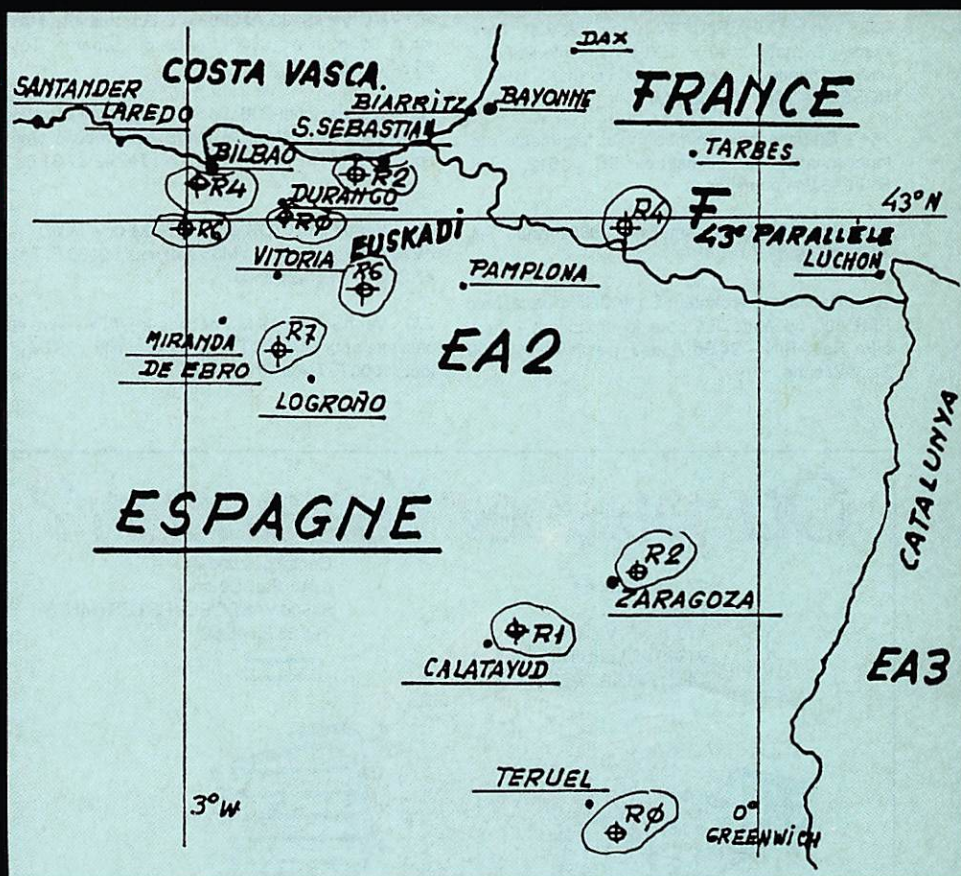 DAX
COSTA VASCA.
FRANCE
SANTANDER
BIARRITZ
BAYONNE
LAREDO
S.SEBASTIAN
TARBES
BILBAO
R4
R2
DURANGO
RØ
R4
F
43° N
43° PARALLÈLE
EUSKADI
VITORIA
R6
PAMPLONA
LUCHON
MIRANDA
DE EBRO
R7
EA2
LOGROÑO
CATALUNYA
ESPAGNE
R2
ZARAGOZA
R1
CALATAYUD
EA3
TERUEL
3° W
RØ
0°
GREENWICH